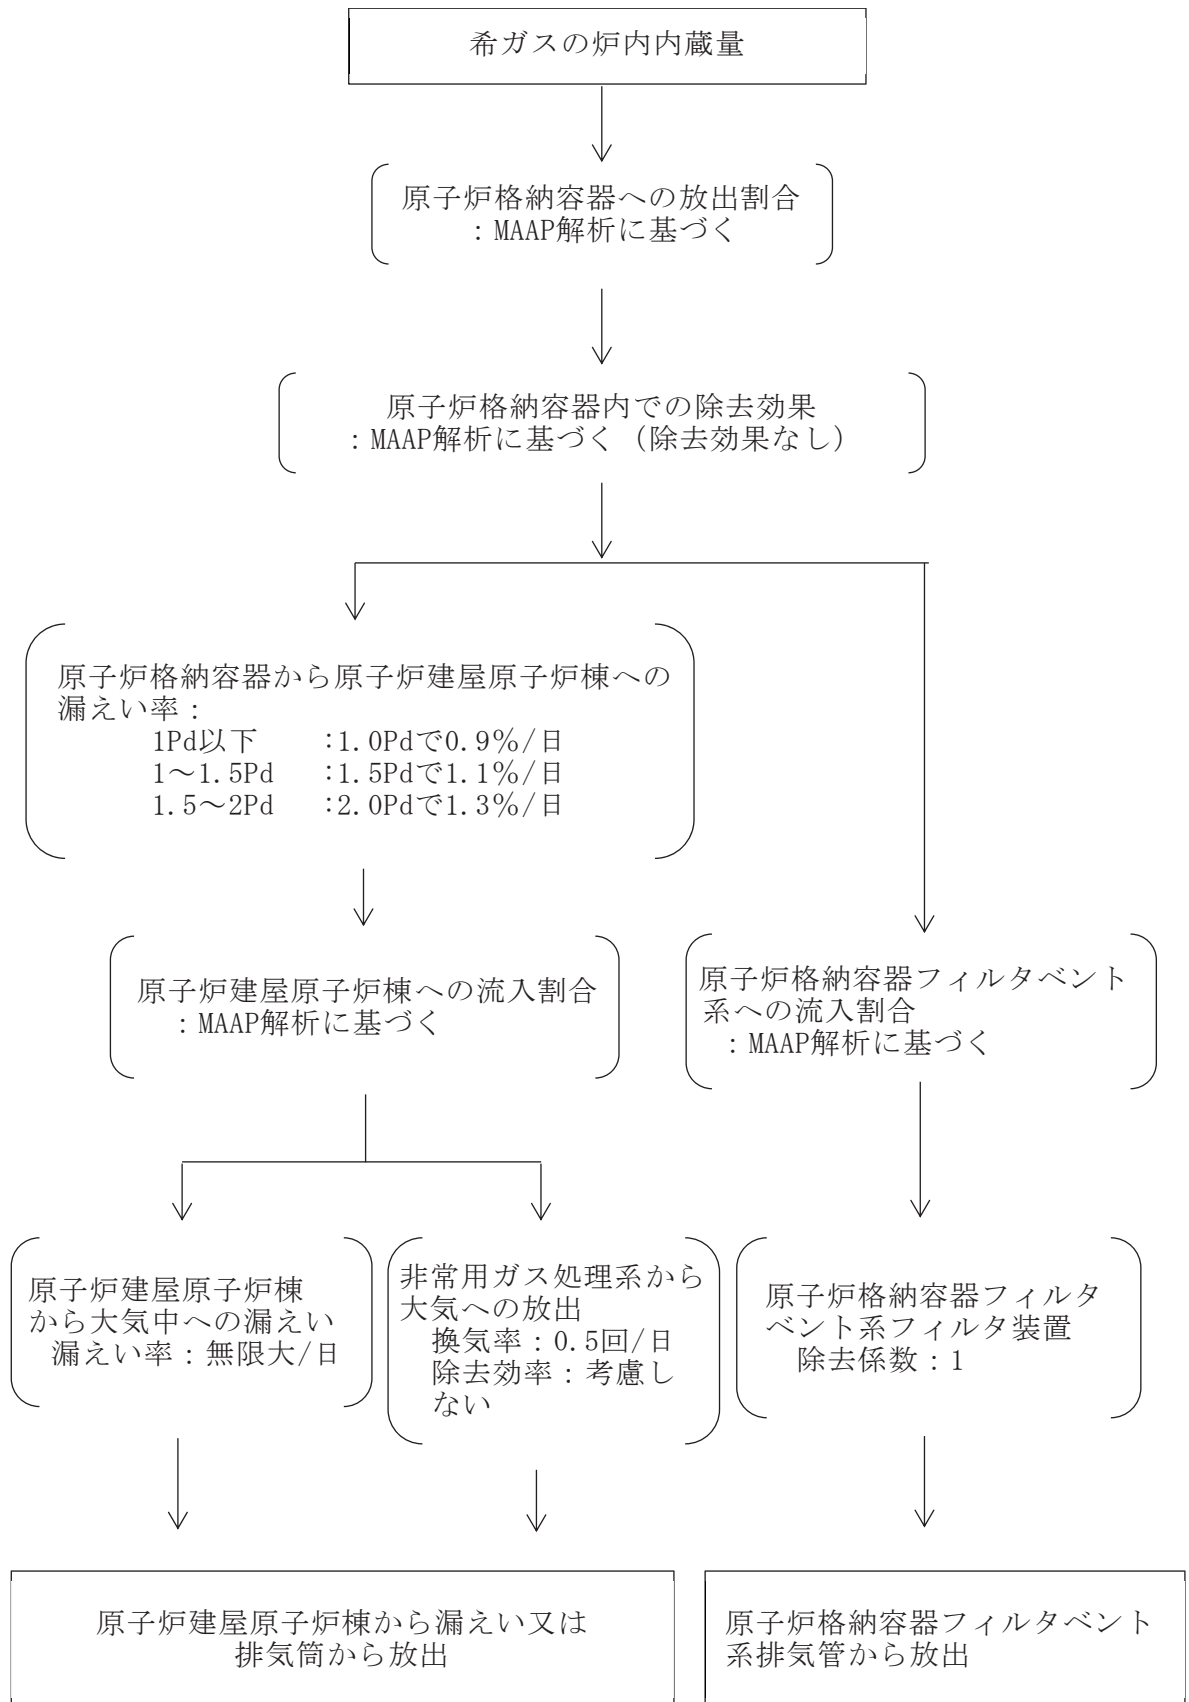 希ガスの炉内内蔵量
原子炉格納容器への放出割合
：MAAP解析に基づく
原子炉格納容器内での除去効果
：MAAP解析に基づく（除去効果なし）
原子炉格納容器から原子炉建屋原子炉棟への
漏えい率：
1Pd以下　　:1.0Pdで0.9%/日
1～1.5Pd　 :1.5Pdで1.1%/日
1.5～2Pd　 :2.0Pdで1.3%/日
原子炉建屋原子炉棟への流入割合
：MAAP解析に基づく
原子炉格納容器フィルタベント
系への流入割合
：MAAP解析に基づく
原子炉建屋原子炉棟
から大気中への漏えい
漏えい率：無限大/日
非常用ガス処理系から
大気への放出
換気率：0.5回/日
除去効率：考慮し
ない
原子炉格納容器フィルタ
ベント系フィルタ装置
除去係数：1
原子炉建屋原子炉棟から漏えい又は
排気筒から放出
原子炉格納容器フィルタベント
系排気管から放出